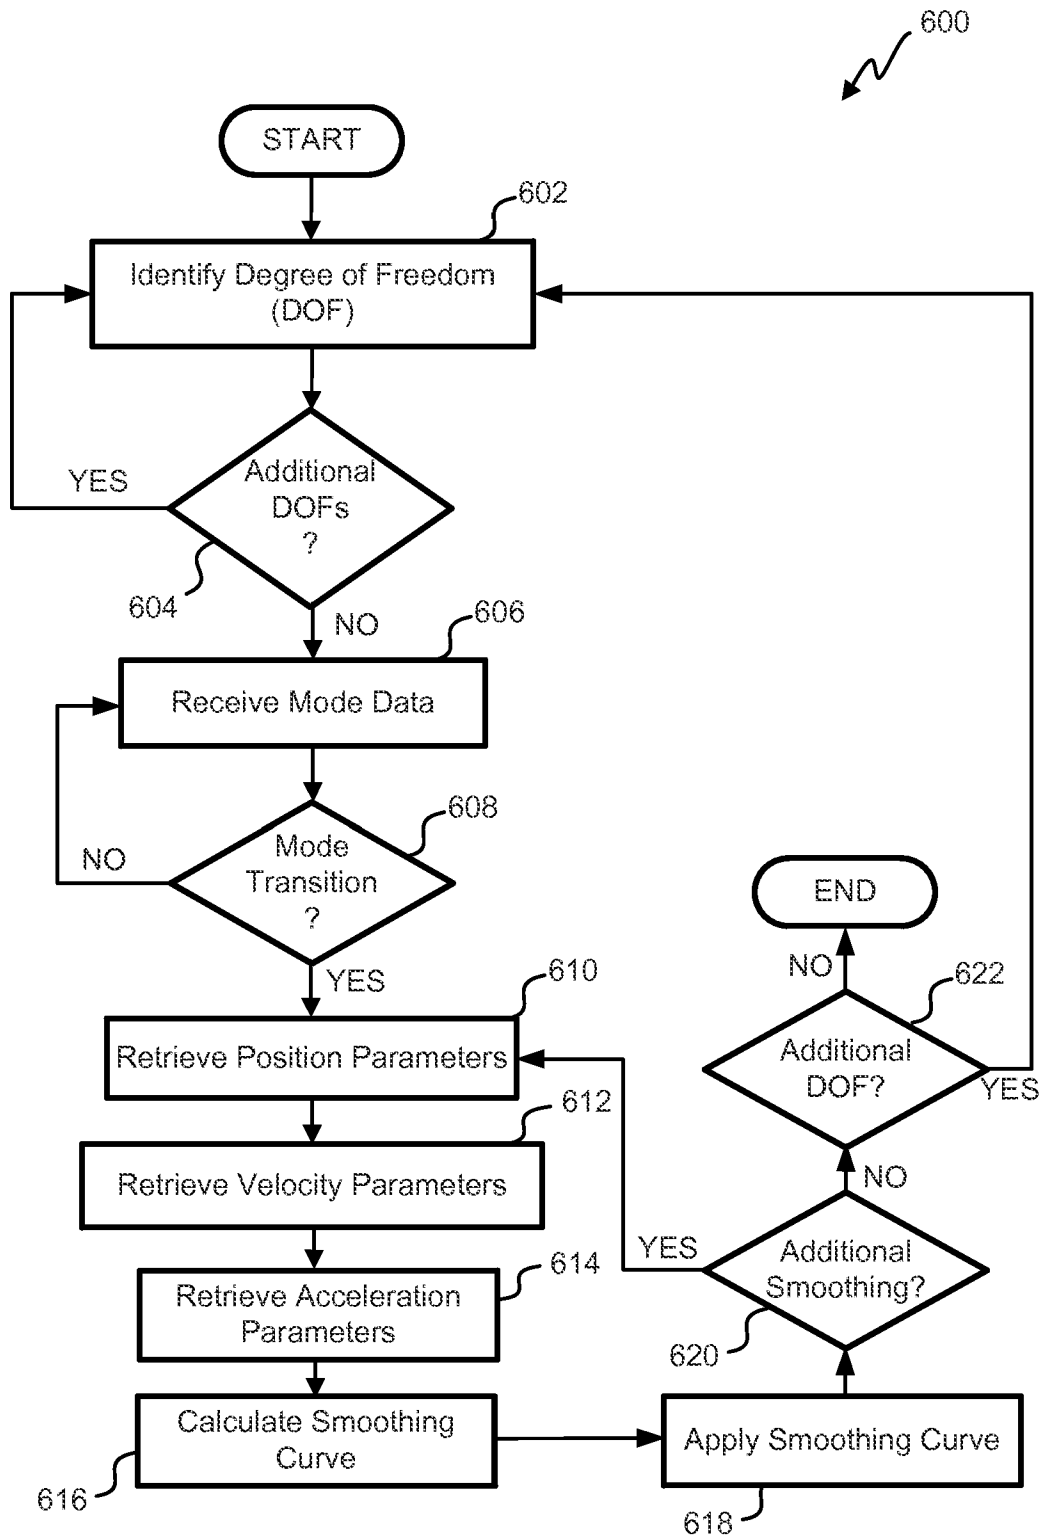 600
START
602
Identify Degree of Freedom
(DOF)
YES
Additional
DOFs
?
604
NO
606
Receive Mode Data
608
NO
Mode
Transition
?
YES
610
Retrieve Position Parameters
612
Retrieve Velocity Parameters
614
Retrieve Acceleration
Parameters
Calculate Smoothing
Curve
616
Apply Smoothing Curve
618
YES
Additional
Smoothing?
620
NO
Additional
DOF?
622
YES
NO
END